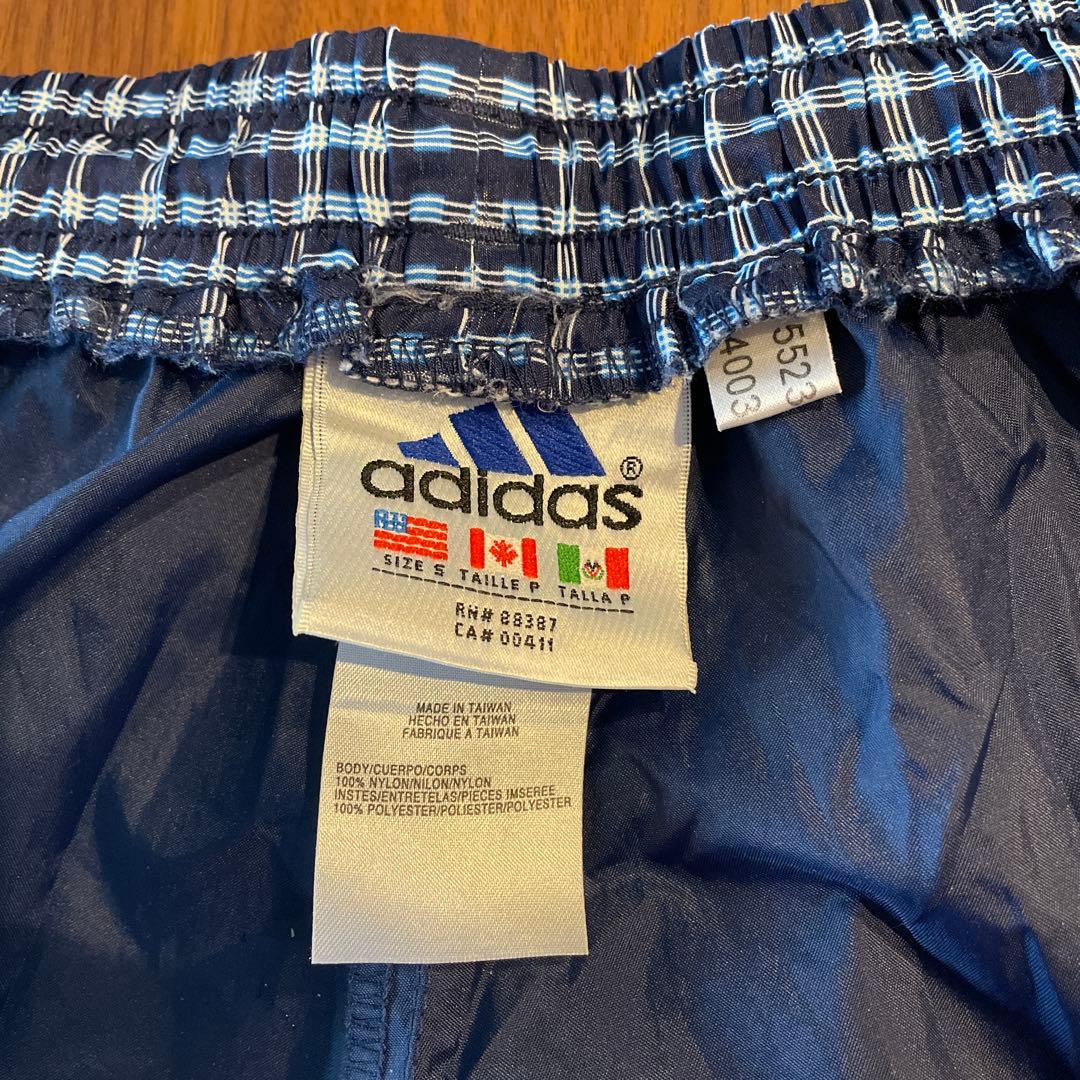 adidas®
SIZE S TAILLE P TALLA P
RN# 88387
CA# 00411
5523
4003
MADE IN TAIWAN
HECHO EN TAIWAN
FABRIQUE A TAIWAN
BODY/CUERPO/CORPS
100% NYLON/NILON/NYLON
INSTES/ENTRETELAS/PIECES IMSEREE
100% POLYESTER/POLIESTER/POLYESTER